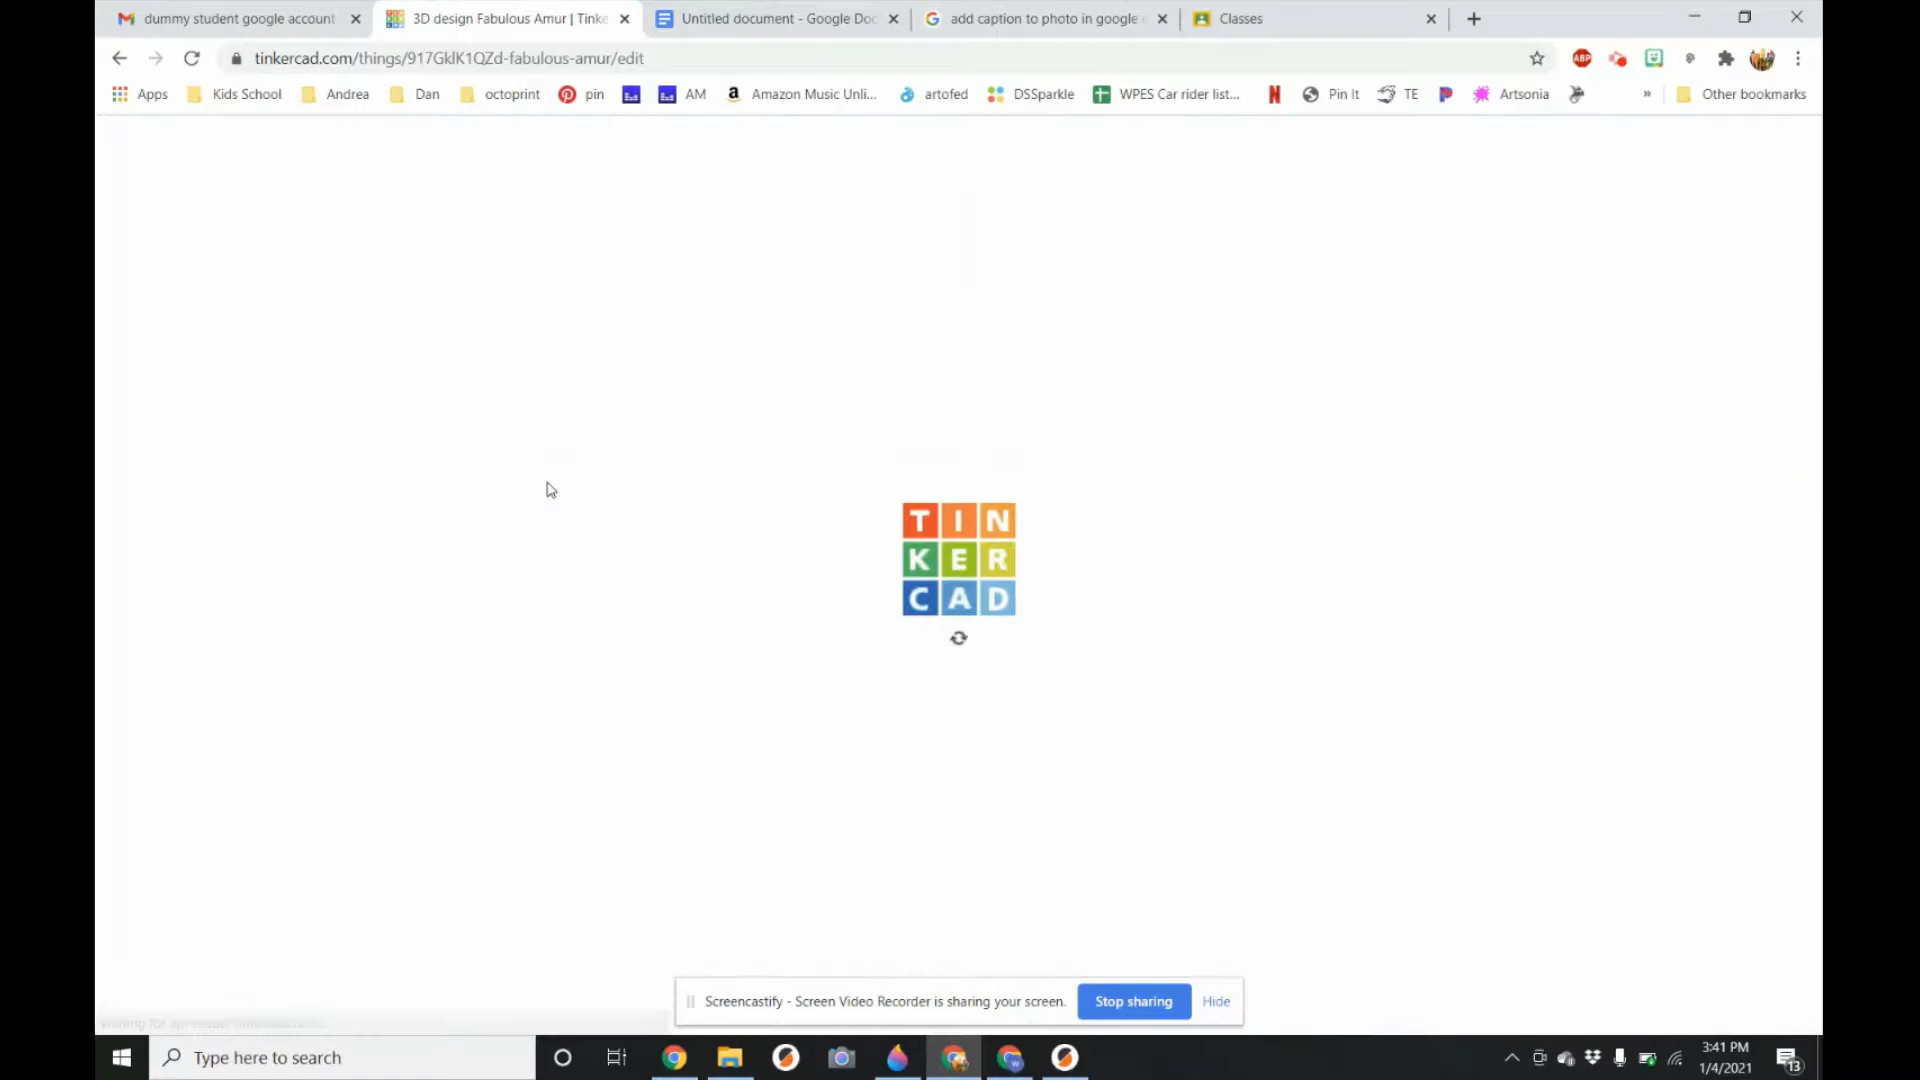 dummy student google account
3D design Fabulous Amur | Tinke
Untitled document - Google Doc
add caption to photo in google
Classes
tinkercad.com/things/917GklK1QZd-fabulous-amur/edit
ABP
Apps
Kids School
Andrea
Dan
octoprint
pin
AM
Amazon Music Unli...
artofed
DSSparkle
WPES Car rider list...
Pin It
TE
Artsonia
»
Other bookmarks
TIN
KER
CAD
Screencastify - Screen Video Recorder is sharing your screen.
Stop sharing
Hide
Type here to search
3:41 PM
1/4/2021
13